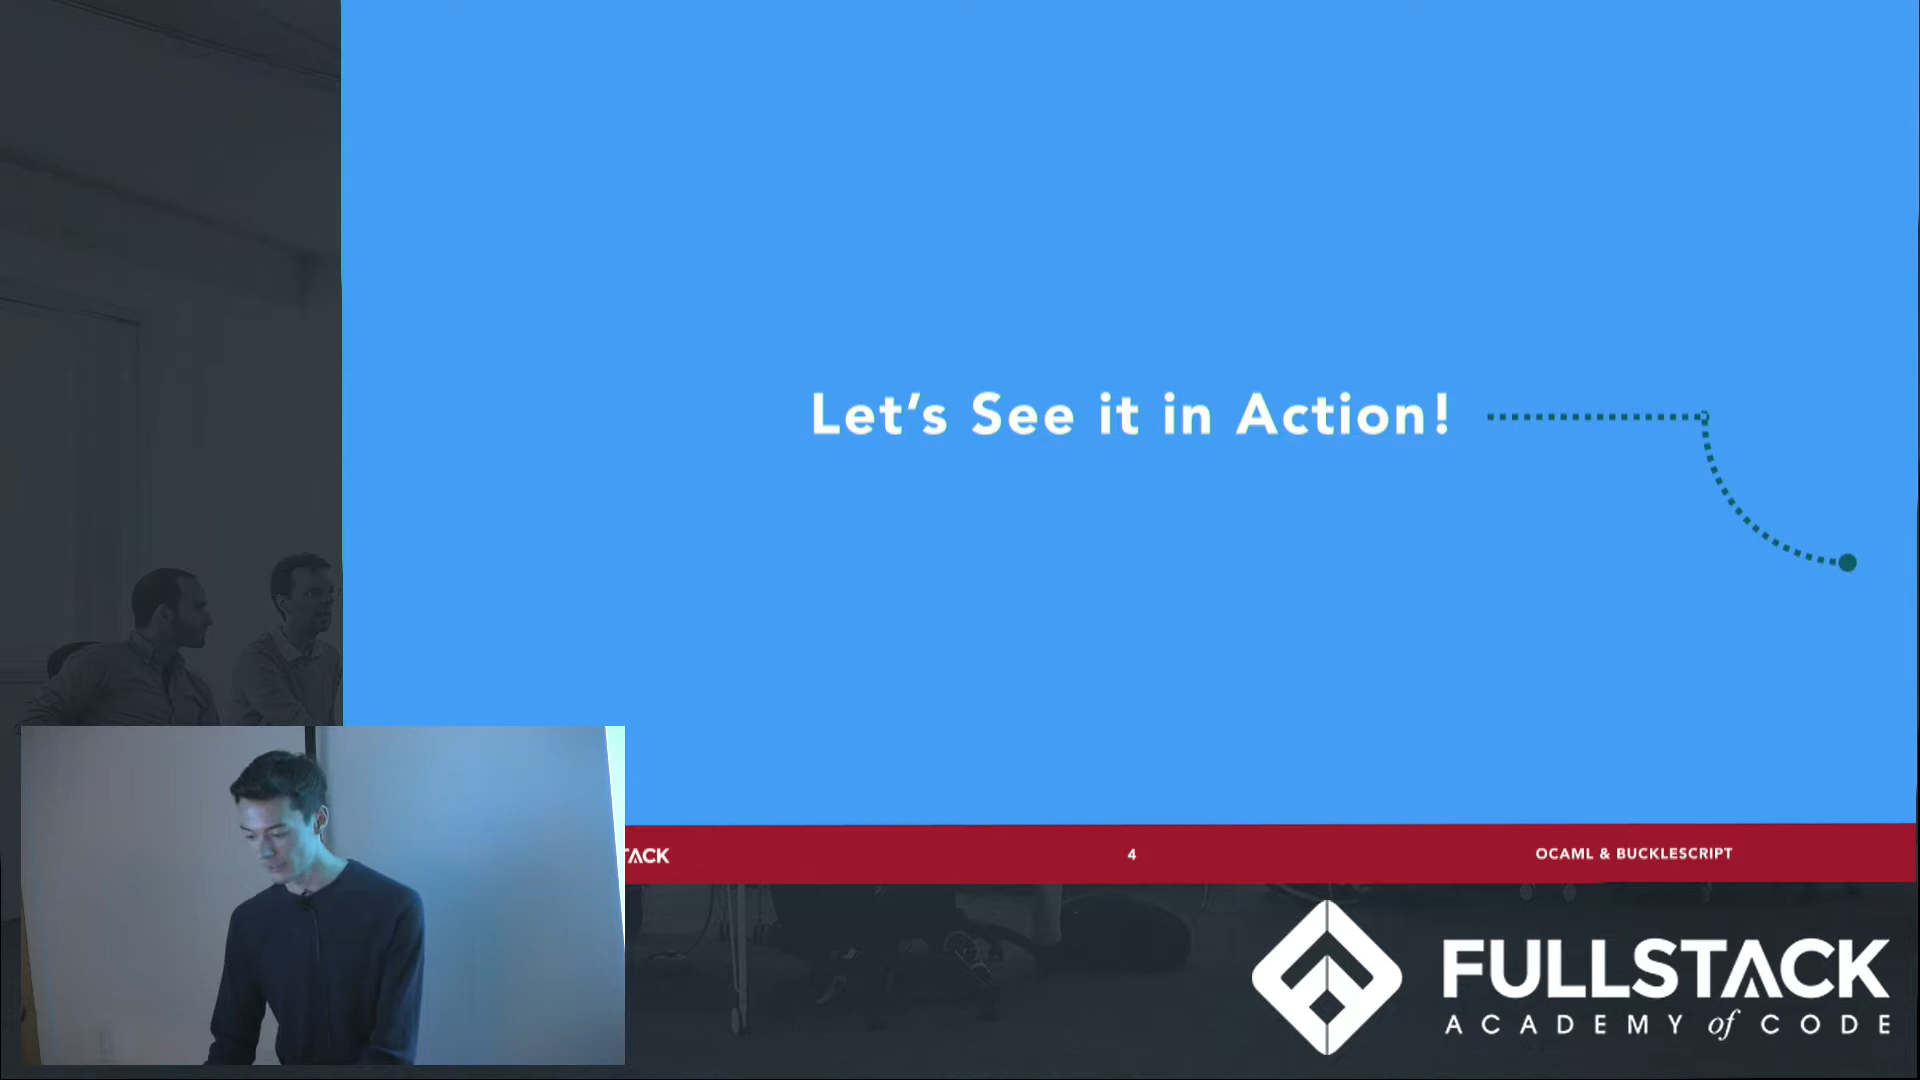 Let's See it in Action!
TACK
4
OCAML & BUCKLESCRIPT
FULLSTACK
ACADEMY of CODE